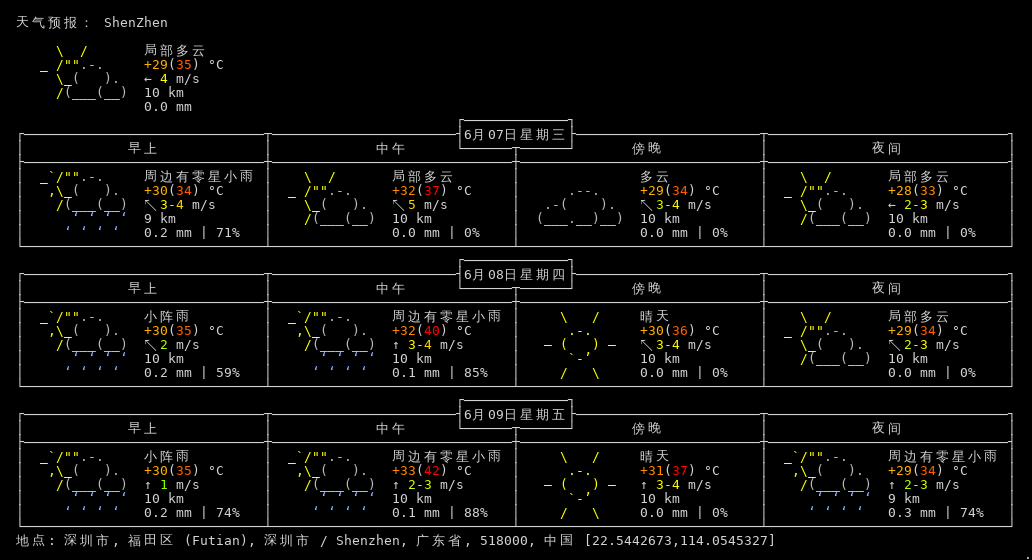 天气预报： ShenZhen
局部多云
+29(35) °C
← 4 m/s
10 km
0.0 mm
6月07日星期三
早上 中午 傍晚 夜间
周边有零星小雨 局部多云 多云 局部多云
+30(34) °C +32(37) °C +29(34) °C +28(33) °C
↖ 3-4 m/s ↖ 5 m/s ↖ 3-4 m/s ← 2-3 m/s
9 km 10 km 10 km 10 km
0.2 mm | 71% 0.0 mm | 0% 0.0 mm | 0% 0.0 mm | 0%
6月08日星期四
早上 中午 傍晚 夜间
小阵雨 周边有零星小雨 晴天 局部多云
+30(35) °C +32(40) °C +30(36) °C +29(34) °C
↖ 2 m/s ↑ 3-4 m/s ↖ 3-4 m/s ↖ 2-3 m/s
10 km 10 km 10 km 10 km
0.2 mm | 59% 0.1 mm | 85% 0.0 mm | 0% 0.0 mm | 0%
6月09日星期五
早上 中午 傍晚 夜间
小阵雨 周边有零星小雨 晴天 周边有零星小雨
+30(35) °C +33(42) °C +31(37) °C +29(34) °C
↑ 1 m/s ↑ 2-3 m/s ↑ 3-4 m/s ↑ 2-3 m/s
10 km 10 km 10 km 9 km
0.2 mm | 74% 0.1 mm | 88% 0.0 mm | 0% 0.3 mm | 74%
地点: 深圳市, 福田区 (Futian), 深圳市 / Shenzhen, 广东省, 518000, 中国 [22.5442673,114.0545327]